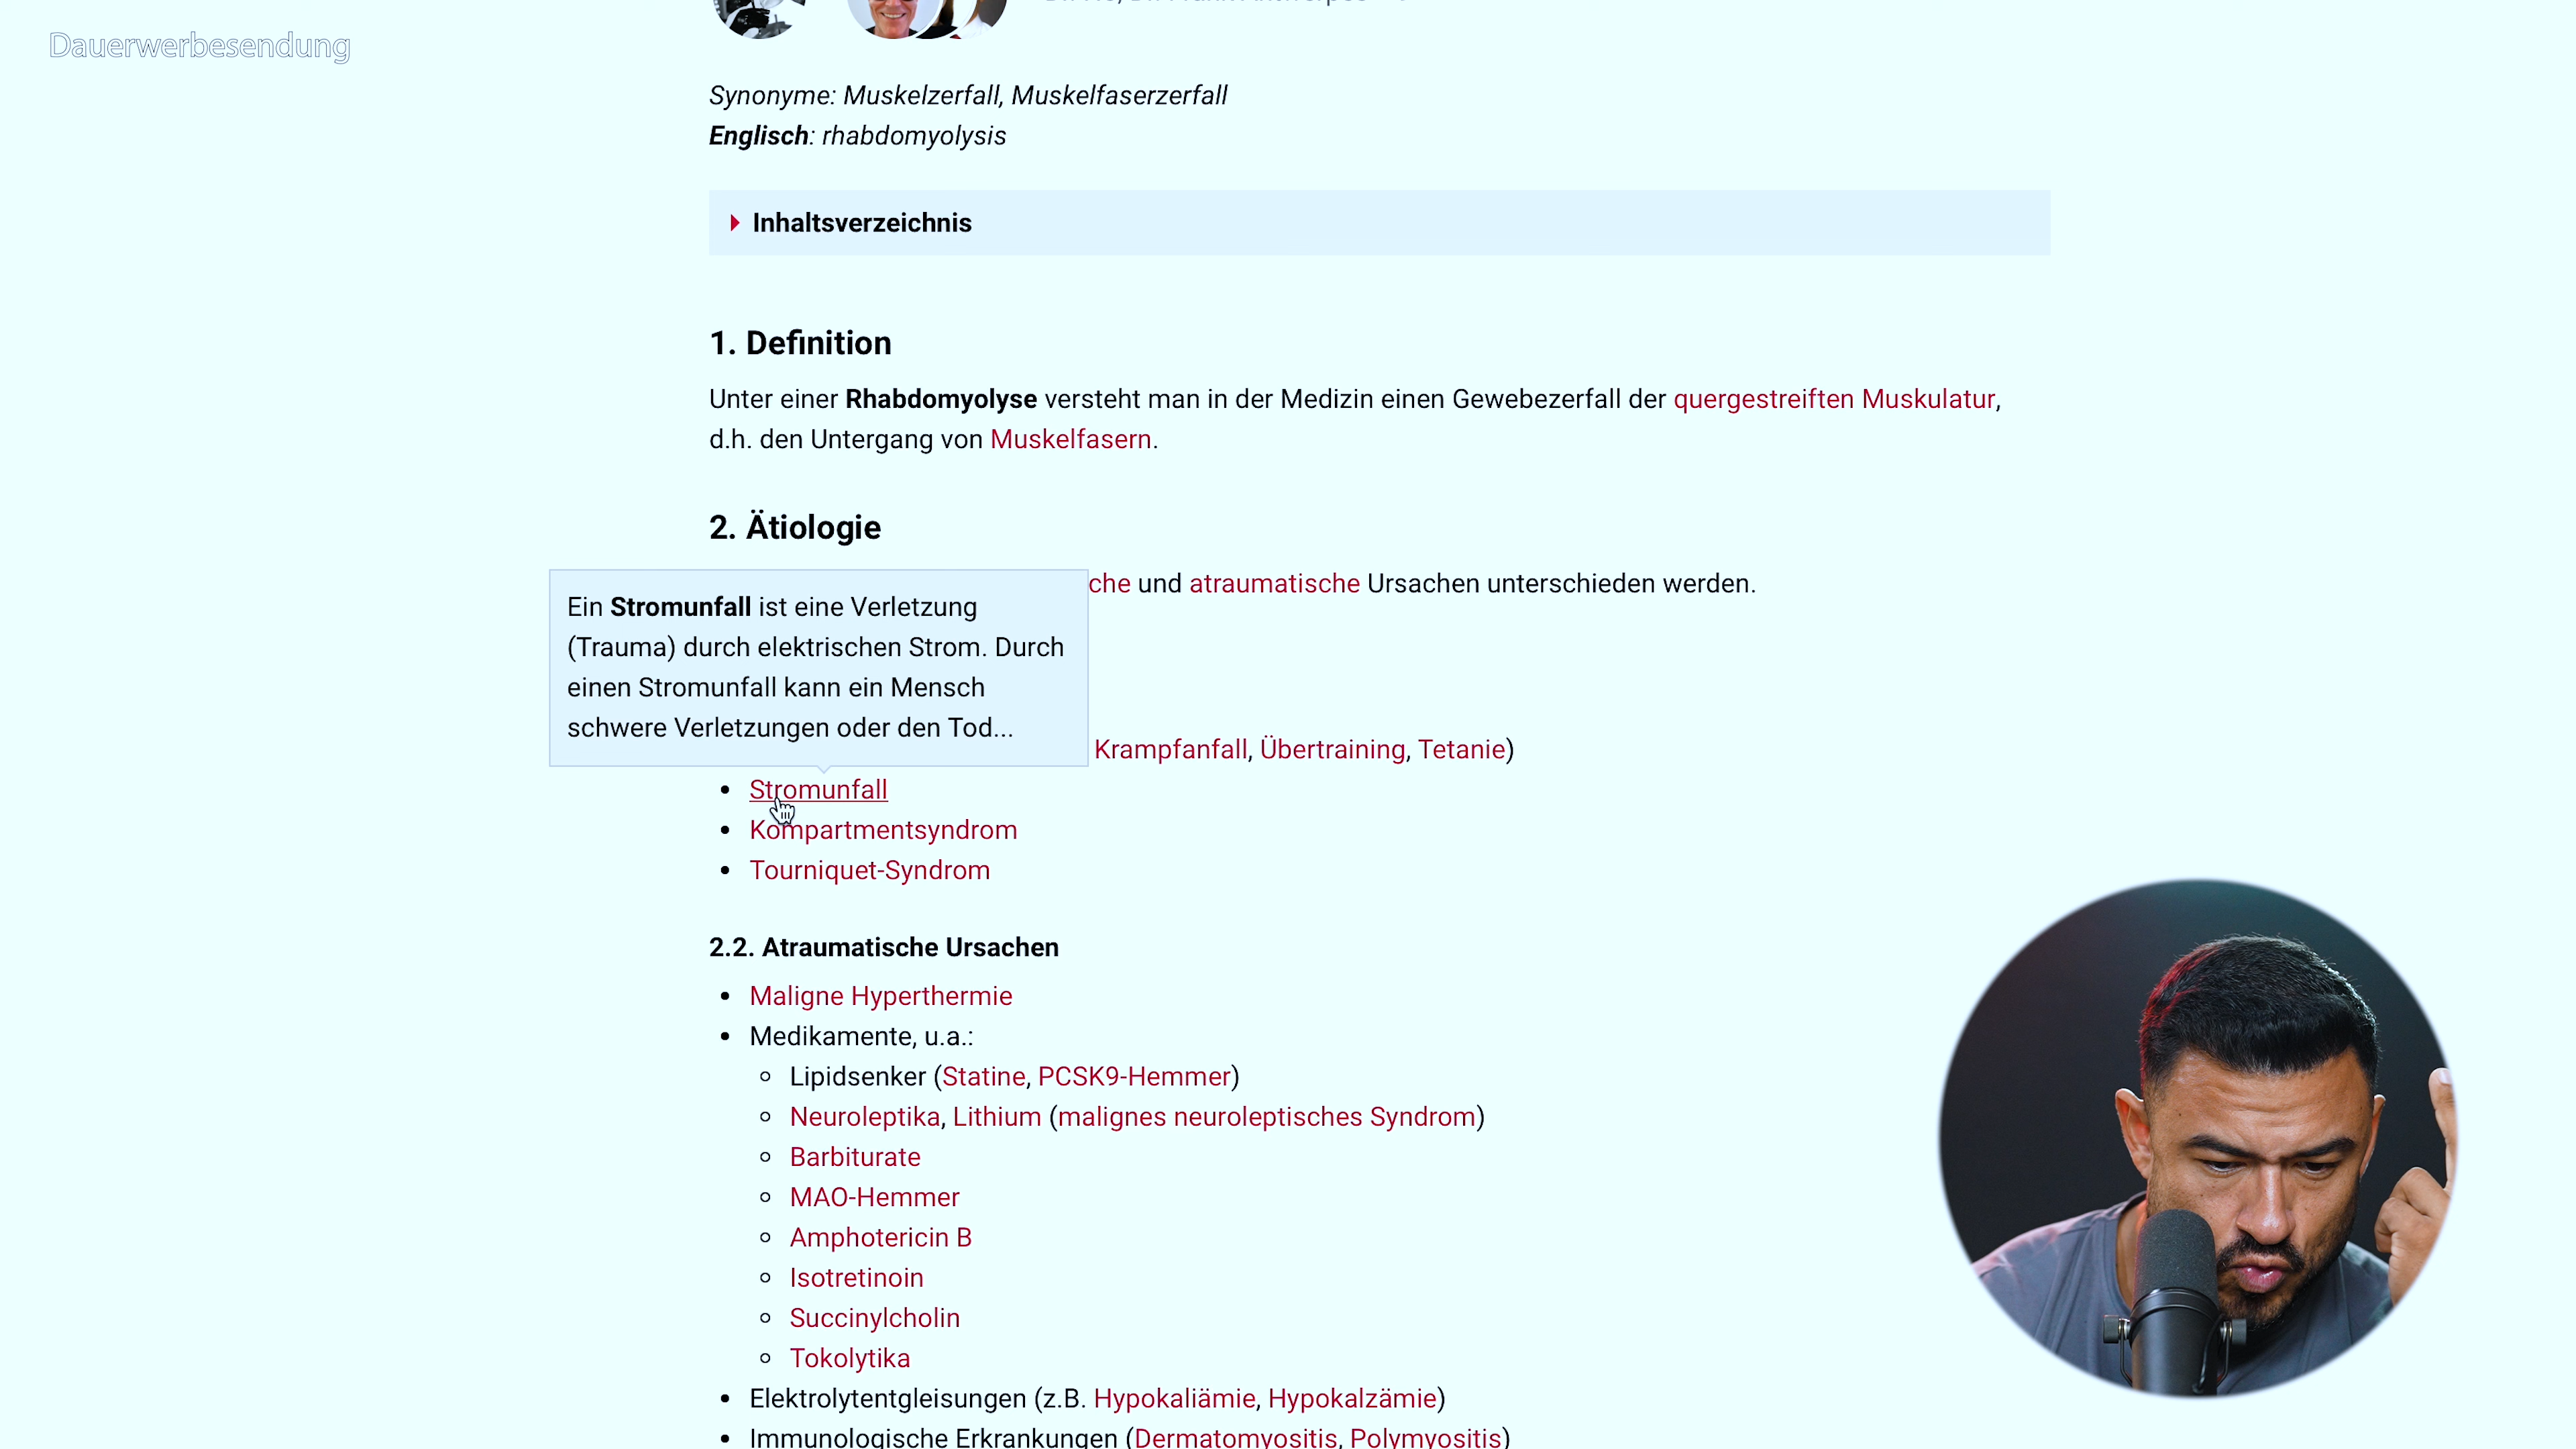 Dauerwerbesendung
Synonyme: Muskelzerfall, Muskelfaserzerfall
Englisch: rhabdomyolysis
Inhaltsverzeichnis
1. Definition
Unter einer Rhabdomyolyse versteht man in der Medizin einen Gewebezerfall der quergestreiften Muskulatur,
d.h. den Untergang von Muskelfasern.
2. Ätiologie
che und atraumatische Ursachen unterschieden werden.
Ein Stromunfall ist eine Verletzung
(Trauma) durch elektrischen Strom. Durch
einen Stromunfall kann ein Mensch
schwere Verletzungen oder den Tod...
Krampfanfall, Übertraining, Tetanie)
• Stromunfall
• Kompartmentsyndrom
• Tourniquet-Syndrom
2.2. Atraumatische Ursachen
• Maligne Hyperthermie
• Medikamente, u.a.:
◦ Lipidsenker (Statine, PCSK9-Hemmer)
◦ Neuroleptika, Lithium (malignes neuroleptisches Syndrom)
◦ Barbiturate
◦ MAO-Hemmer
◦ Amphotericin B
◦ Isotretinoin
◦ Succinylcholin
◦ Tokolytika
• Elektrolytentgleisungen (z.B. Hypokaliämie, Hypokalzämie)
• Immunologische Erkrankungen (Dermatomyositis, Polymyositis)